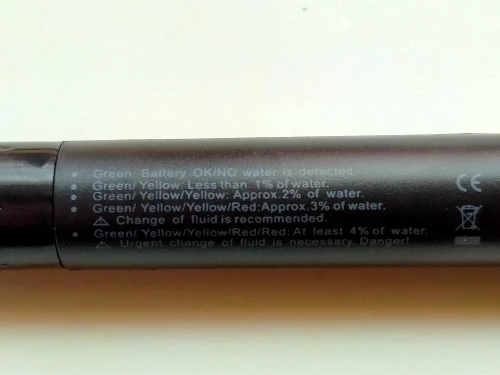 Green: Battery OK/NO water is detected.
Green/ Yellow: Less than 1% of water.
Green/Yellow/Yellow: Approx.2% of water.
Green/ Yellow/Yellow/Red:Approx.3% of water.
Change of fluid is recommended.
Green/ Yellow/Yellow/Red/Red: At least 4% of water.
Urgent change of fluid is necessary. Danger!
CE